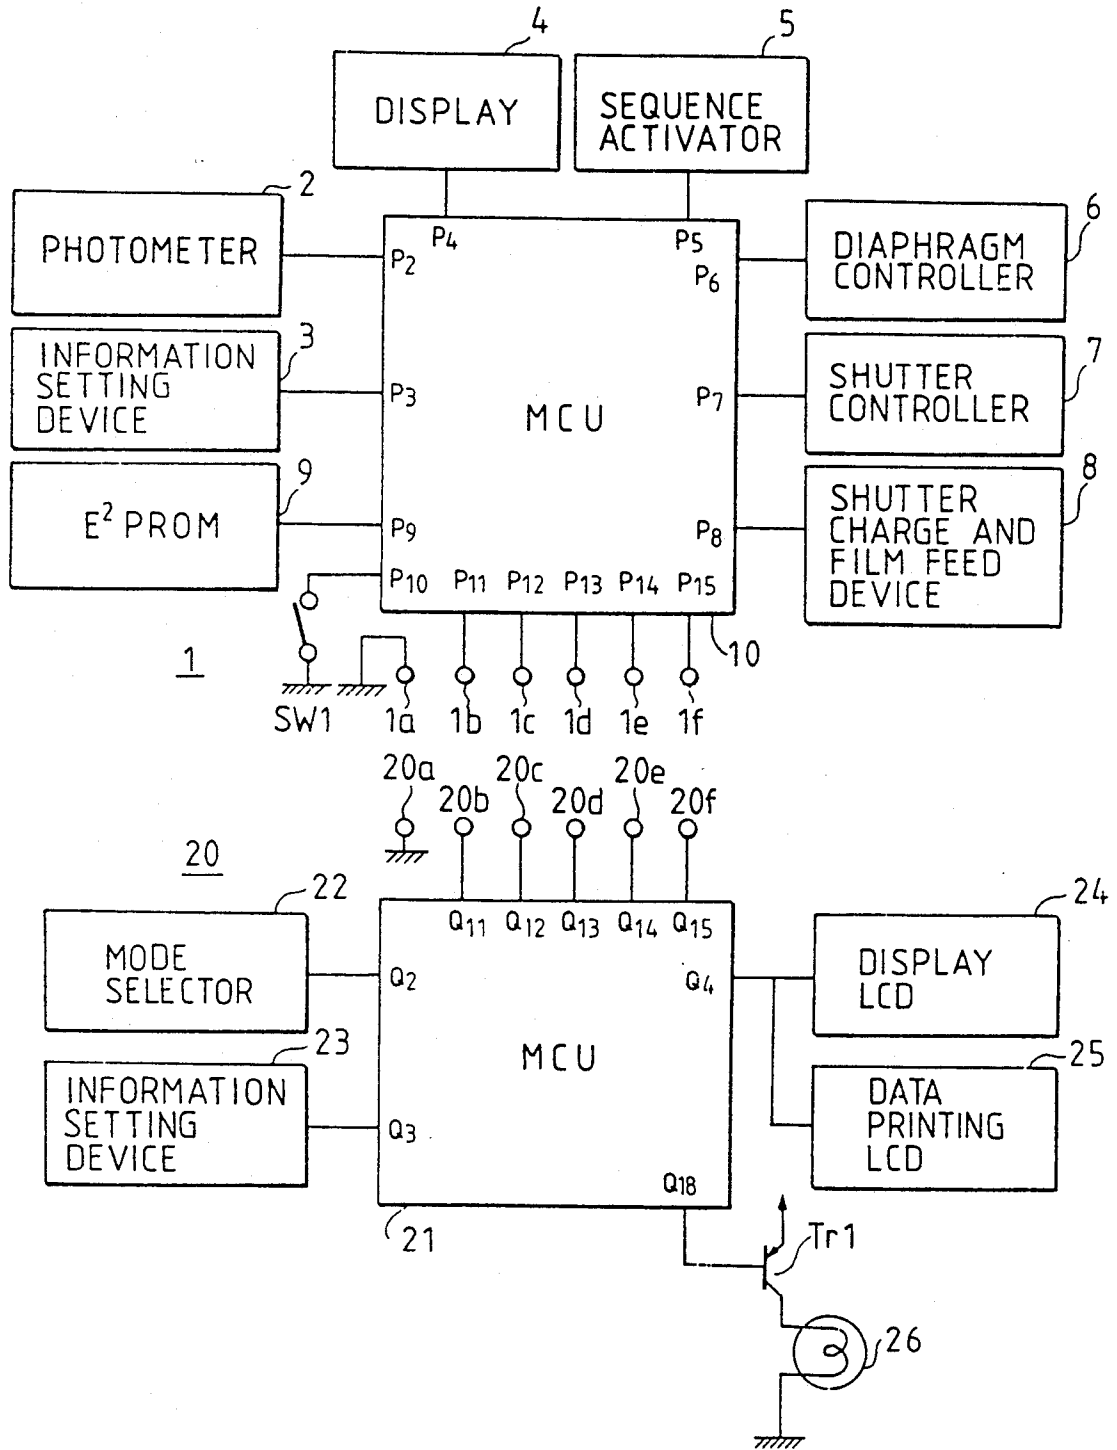 4
5
DISPLAY
SEQUENCE
ACTIVATOR
2
PHOTOMETER
P4
P5
P2
P6
6
DIAPHRAGM
CONTROLLER
3
INFORMATION
SETTING
DEVICE
P3
MCU
P7
7
SHUTTER
CONTROLLER
9
E² PROM
P9
P8
8
SHUTTER
CHARGE AND
FILM FEED
DEVICE
P10 P11 P12 P13 P14 P15
10
1
SW1
1a 1b 1c 1d 1e 1f
20a 20b 20c 20d 20e 20f
20
22
MODE
SELECTOR
Q11 Q12 Q13 Q14 Q15
Q2
Q4
24
DISPLAY
LCD
23
INFORMATION
SETTING
DEVICE
MCU
Q3
25
DATA
PRINTING
LCD
Q18
21
Tr1
26